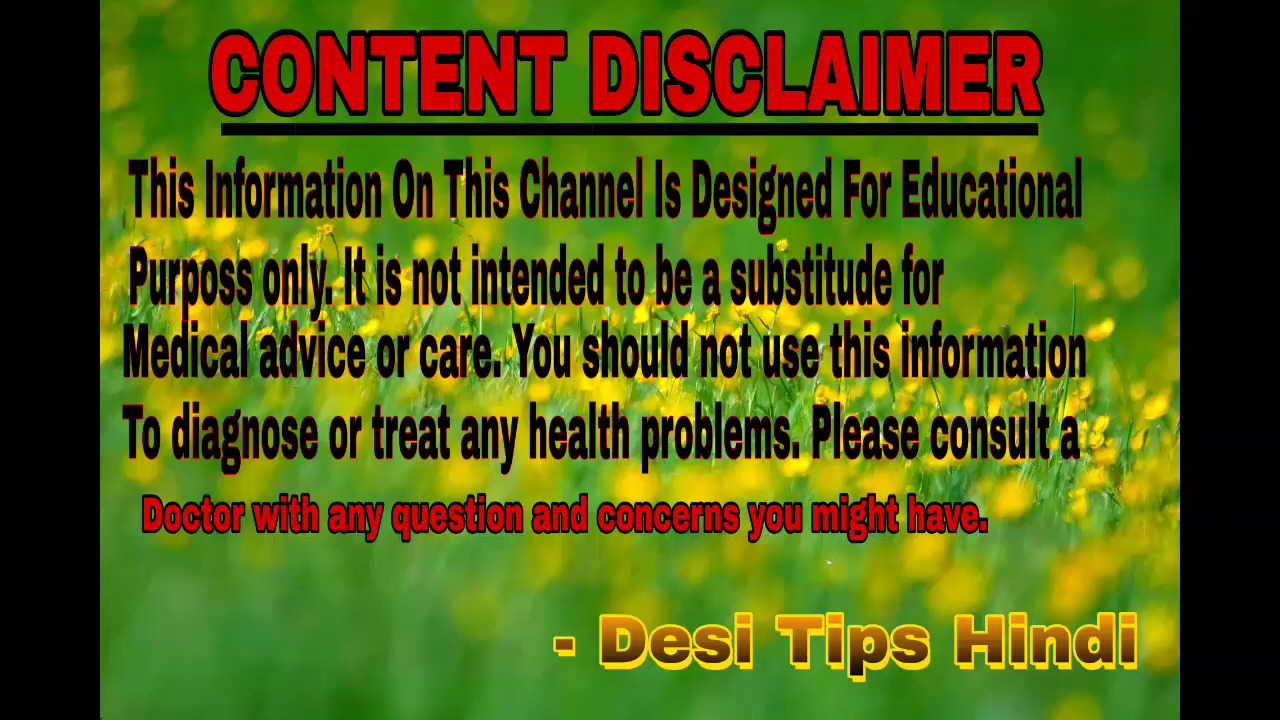 CONTENT DISCLAIMER
This Information On This Channel Is Designed For Educational
Purposs only. It is not intended to be a substitude for
Medical advice or care. You should not use this information
To diagnose or treat any health problems. Please consult a
Doctor with any question and concerns you might have.
- Desi Tips Hindi